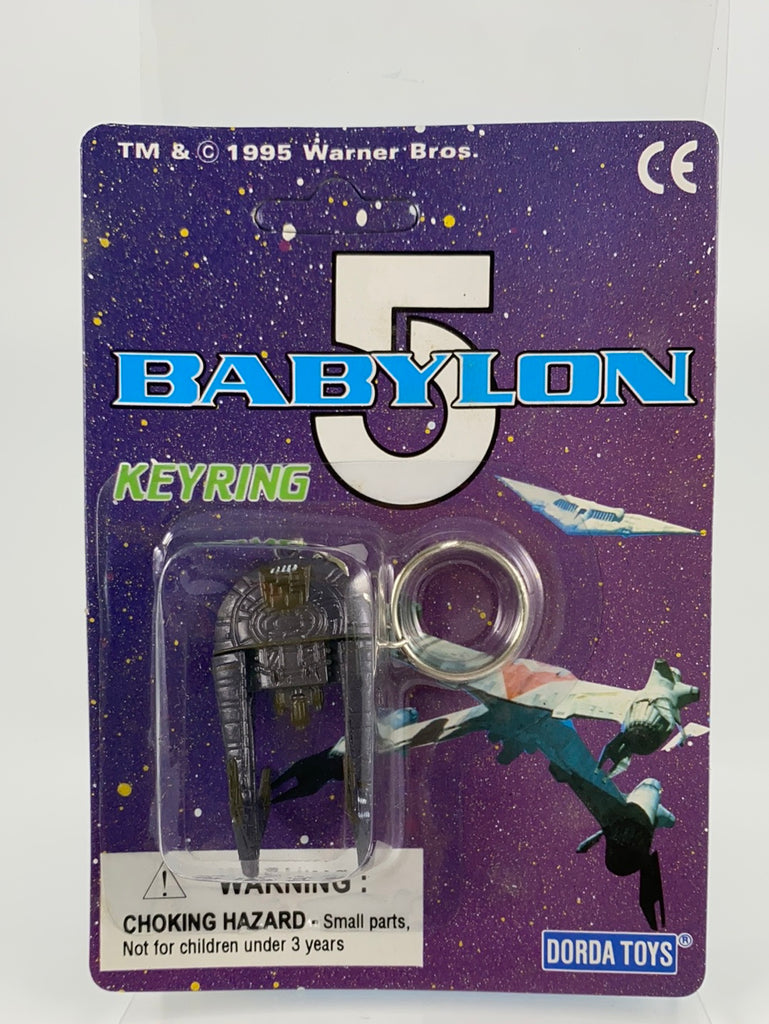 TM & © 1995 Warner Bros.
CE
5
BABYLON
KEYRING
WARNING :
CHOKING HAZARD - Small parts,
Not for children under 3 years
DORDA TOYS®